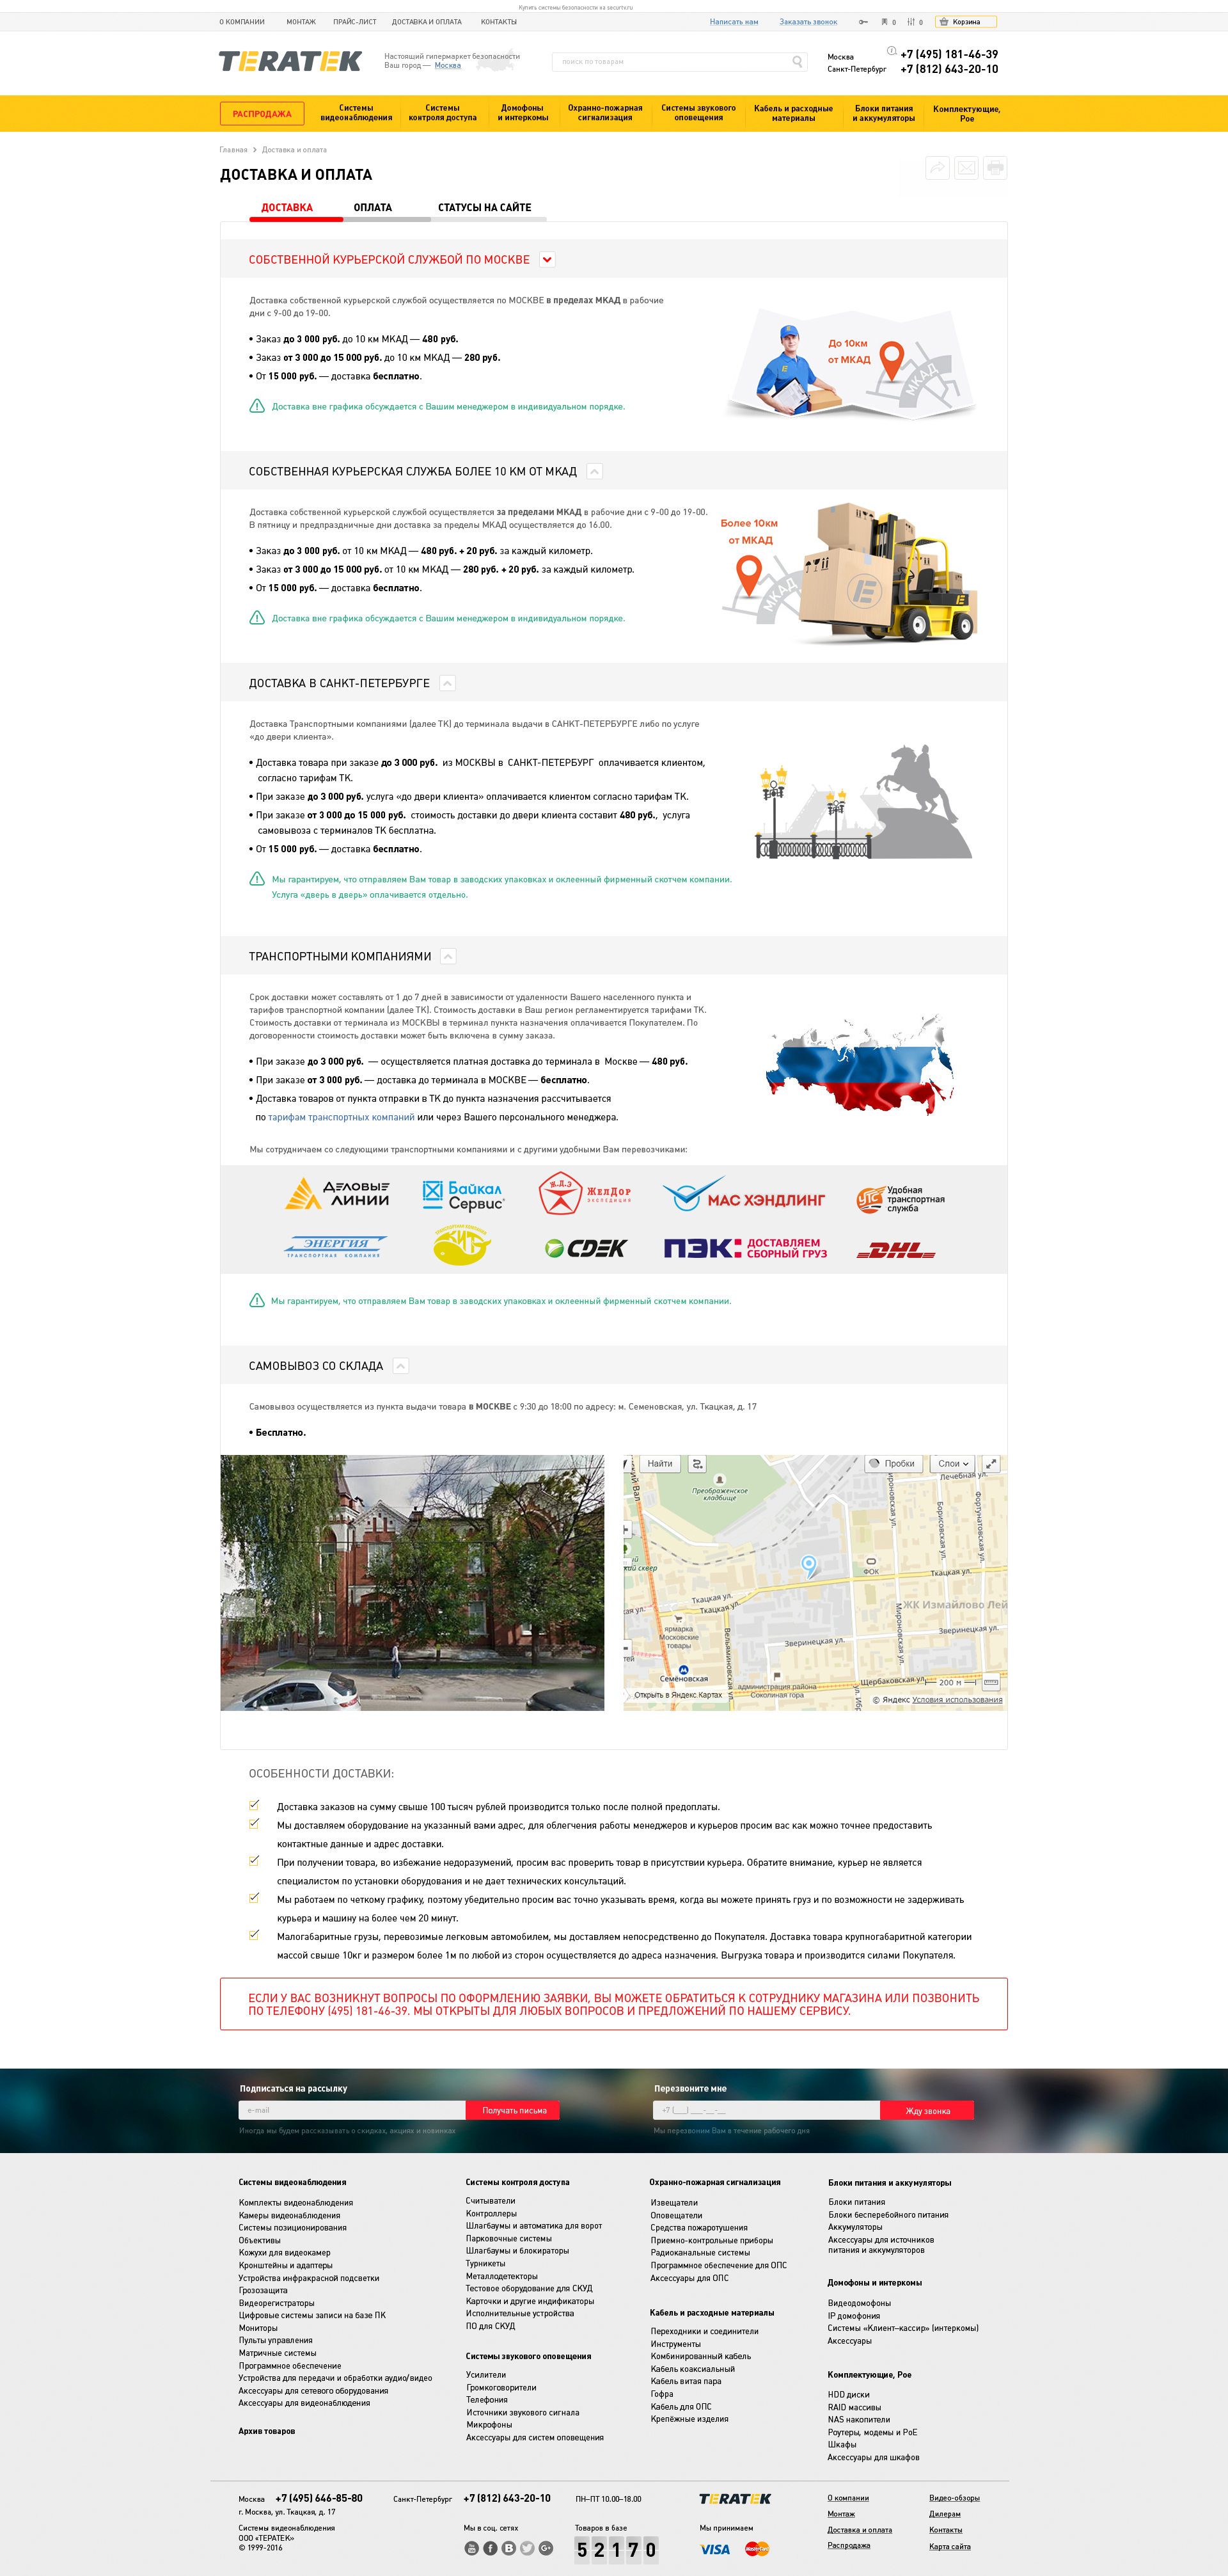 Купить системы безопасности на securtv.ru
О КОМПАНИИ МОНТАЖ ПРАЙС-ЛИСТ ДОСТАВКА И ОПЛАТА КОНТАКТЫ Написать нам Заказать звонок 0 0 Корзина
TERATEK
Настоящий гипермаркет безопасности
Ваш город — Москва
поиск по товарам
Москва +7 (495) 181-46-39
Санкт-Петербург +7 (812) 643-20-10
РАСПРОДАЖА
Системы видеонаблюдения
Системы контроля доступа
Домофоны и интеркомы
Охранно-пожарная сигнализация
Системы звукового оповещения
Кабель и расходные материалы
Блоки питания и аккумуляторы
Комплектующие, Poe
Главная > Доставка и оплата
ДОСТАВКА И ОПЛАТА
ДОСТАВКА ОПЛАТА СТАТУСЫ НА САЙТЕ
СОБСТВЕННОЙ КУРЬЕРСКОЙ СЛУЖБОЙ ПО МОСКВЕ
Доставка собственной курьерской службой осуществляется по МОСКВЕ в пределах МКАД в рабочие
дни с 9-00 до 19-00.
• Заказ до 3 000 руб. до 10 км МКАД — 480 руб.
• Заказ от 3 000 до 15 000 руб. до 10 км МКАД — 280 руб.
• От 15 000 руб. — доставка бесплатно.
Доставка вне графика обсуждается с Вашим менеджером в индивидуальном порядке.
До 10км
от МКАД
МКАД
СОБСТВЕННАЯ КУРЬЕРСКАЯ СЛУЖБА БОЛЕЕ 10 КМ ОТ МКАД
Доставка собственной курьерской службой осуществляется за пределами МКАД в рабочие дни с 9-00 до 19-00.
В пятницу и предпраздничные дни доставка за пределы МКАД осуществляется до 16.00.
• Заказ до 3 000 руб. от 10 км МКАД — 480 руб. + 20 руб. за каждый километр.
• Заказ от 3 000 до 15 000 руб. от 10 км МКАД — 280 руб. + 20 руб. за каждый километр.
• От 15 000 руб. — доставка бесплатно.
Доставка вне графика обсуждается с Вашим менеджером в индивидуальном порядке.
Более 10км
от МКАД
МКАД
ДОСТАВКА В САНКТ-ПЕТЕРБУРГЕ
Доставка Транспортными компаниями (далее ТК) до терминала выдачи в САНКТ-ПЕТЕРБУРГЕ либо по услуге
«до двери клиента».
• Доставка товара при заказе до 3 000 руб. из МОСКВЫ в САНКТ-ПЕТЕРБУРГ оплачивается клиентом,
согласно тарифам ТК.
• При заказе до 3 000 руб. услуга «до двери клиента» оплачивается клиентом согласно тарифам ТК.
• При заказе от 3 000 до 15 000 руб. стоимость доставки до двери клиента составит 480 руб., услуга
самовывоза с терминалов ТК бесплатна.
• От 15 000 руб. — доставка бесплатно.
Мы гарантируем, что отправляем Вам товар в заводских упаковках и оклеенный фирменный скотчем компании.
Услуга «дверь в дверь» оплачивается отдельно.
ТРАНСПОРТНЫМИ КОМПАНИЯМИ
Срок доставки может составлять от 1 до 7 дней в зависимости от удаленности Вашего населенного пункта и
тарифов транспортной компании (далее ТК). Стоимость доставки в Ваш регион регламентируется тарифами ТК.
Стоимость доставки от терминала из МОСКВЫ в терминал пункта назначения оплачивается Покупателем. По
договоренности стоимость доставки может быть включена в сумму заказа.
• При заказе до 3 000 руб. — осуществляется платная доставка до терминала в Москве — 480 руб.
• При заказе от 3 000 руб. — доставка до терминала в МОСКВЕ — бесплатно.
• Доставка товаров от пункта отправки в ТК до пункта назначения рассчитывается
по тарифам транспортных компаний или через Вашего персонального менеджера.
Мы сотрудничаем со следующими транспортными компаниями и с другими удобными Вам перевозчиками:
ДЕЛОВЫЕ ЛИНИИ
Байкал Сервис
Ж.Д.Э ЖелДор ЭКСПЕДИЦИЯ
МАС ХЭНДЛИНГ
УТС Удобная транспортная служба
ЭНЕРГИЯ ТРАНСПОРТНАЯ КОМПАНИЯ
КИТ
CDEK
ПЭК: ДОСТАВЛЯЕМ СБОРНЫЙ ГРУЗ
DHL
Мы гарантируем, что отправляем Вам товар в заводских упаковках и оклеенный фирменный скотчем компании.
САМОВЫВОЗ СО СКЛАДА
Самовывоз осуществляется из пункта выдачи товара в МОСКВЕ с 9:30 до 18:00 по адресу: м. Семеновская, ул. Ткацкая, д. 17
• Бесплатно.
Найти Пробки Слои
Преображенское кладбище
Лечебная ул.
Борисовская ул.
Фортунатовская ул.
Мироновская ул.
ФОК
Ткацкая ул.
Ткацкая ул.
Ткацкая ул.
ЖК Измайлово Лей
ярмарка Московские товары
Зверинецкая ул.
Зверинецкая ул.
Мироновская ул.
Вельяминовская ул.
Семёновская
администрация района Соколиная гора
Щербаковская ул.
200 м
Открыть в Яндекс.Картах
© Яндекс Условия использования
ОСОБЕННОСТИ ДОСТАВКИ:
Доставка заказов на сумму свыше 100 тысяч рублей производится только после полной предоплаты.
Мы доставляем оборудование на указанный вами адрес, для облегчения работы менеджеров и курьеров просим вас как можно точнее предоставить
контактные данные и адрес доставки.
При получении товара, во избежание недоразумений, просим вас проверить товар в присутствии курьера. Обратите внимание, курьер не является
специалистом по установки оборудования и не дает технических консультаций.
Мы работаем по четкому графику, поэтому убедительно просим вас точно указывать время, когда вы можете принять груз и по возможности не задерживать
курьера и машину на более чем 20 минут.
Малогабаритные грузы, перевозимые легковым автомобилем, мы доставляем непосредственно до Покупателя. Доставка товара крупногабаритной категории
массой свыше 10кг и размером более 1м по любой из сторон осуществляется до адреса назначения. Выгрузка товара и производится силами Покупателя.
ЕСЛИ У ВАС ВОЗНИКНУТ ВОПРОСЫ ПО ОФОРМЛЕНИЮ ЗАЯВКИ, ВЫ МОЖЕТЕ ОБРАТИТЬСЯ К СОТРУДНИКУ МАГАЗИНА ИЛИ ПОЗВОНИТЬ
ПО ТЕЛЕФОНУ (495) 181-46-39. МЫ ОТКРЫТЫ ДЛЯ ЛЮБЫХ ВОПРОСОВ И ПРЕДЛОЖЕНИЙ ПО НАШЕМУ СЕРВИСУ.
Подписаться на рассылку
e-mail Получать письма
Иногда мы будем рассказывать о скидках, акциях и новинках
Перезвоните мне
+7 (___) ___-__-__ Жду звонка
Мы перезвоним Вам в течение рабочего дня
Системы видеонаблюдения
Комплекты видеонаблюдения
Камеры видеонаблюдения
Системы позиционирования
Объективы
Кожухи для видеокамер
Кронштейны и адаптеры
Устройства инфракрасной подсветки
Грозозащита
Видеорегистраторы
Цифровые системы записи на базе ПК
Мониторы
Пульты управления
Матричные системы
Программное обеспечение
Устройства для передачи и обработки аудио/видео
Аксессуары для сетевого оборудования
Аксессуары для видеонаблюдения
Архив товаров
Системы контроля доступа
Считыватели
Контроллеры
Шлагбаумы и автоматика для ворот
Парковочные системы
Шлагбаумы и блокираторы
Турникеты
Металлодетекторы
Тестовое оборудование для СКУД
Карточки и другие индификаторы
Исполнительные устройства
ПО для СКУД
Системы звукового оповещения
Усилители
Громкоговорители
Телефония
Источники звукового сигнала
Микрофоны
Аксессуары для систем оповещения
Охранно-пожарная сигнализация
Извещатели
Оповещатели
Средства пожаротушения
Приемно-контрольные приборы
Радиоканальные системы
Программное обеспечение для ОПС
Аксессуары для ОПС
Кабель и расходные материалы
Переходники и соединители
Инструменты
Комбинированный кабель
Кабель коаксиальный
Кабель витая пара
Гофра
Кабель для ОПС
Крепёжные изделия
Блоки питания и аккумуляторы
Блоки питания
Блоки бесперебойного питания
Аккумуляторы
Аксессуары для источников
питания и аккумуляторов
Домофоны и интеркомы
Видеодомофоны
IP домофония
Системы «Клиент–кассир» (интеркомы)
Аксессуары
Комплектующие, Poe
HDD диски
RAID массивы
NAS накопители
Роутеры, модемы и PoE
Шкафы
Аксессуары для шкафов
Москва +7 (495) 646-85-80 Санкт-Петербург +7 (812) 643-20-10 ПН–ПТ 10.00–18.00
г. Москва, ул. Ткацкая, д. 17
Системы видеонаблюдения
ООО «ТЕРАТЕК»
© 1999-2016
Мы в соц. сетях
Товаров в базе
52170
TERATEK
Мы принимаем
VISA MasterCard
О компании
Монтаж
Доставка и оплата
Распродажа
Видео-обзоры
Дилерам
Контакты
Карта сайта